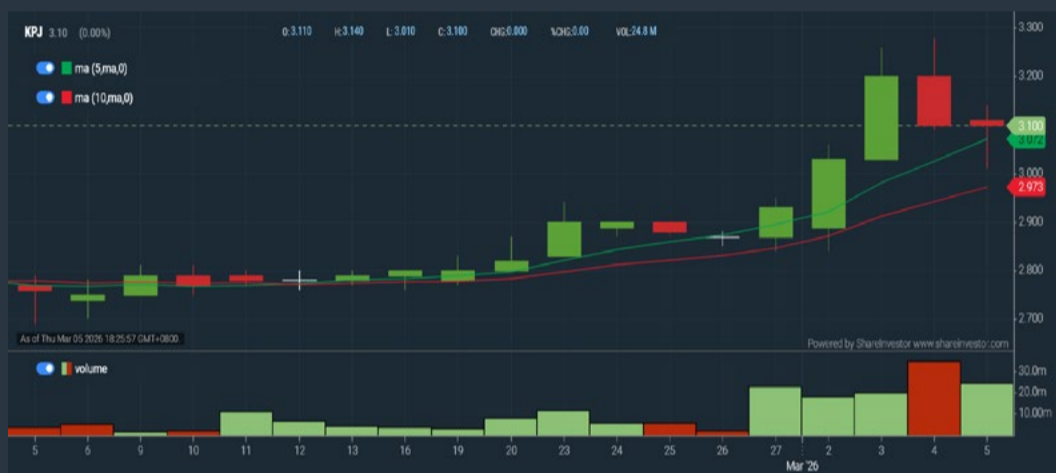 KPJ 3.10 (0.00%) O:3.110 H:3.140 L:3.010 C:3.100 CHG:0.000 %CHG:0.00 VOL:24.8 M
ma (5,ma,0)
ma (10,ma,0)
3.300
3.200
3.100
3.072
3.000
2.973
2.900
2.800
2.700
As of Thu Mar 05 2026 18:25:57 GMT+0800
Powered by ShareInvestor www.shareinvestor.com
volume
30.0m
20.0m
10.00m
5 6 9 10 11 12 13 16 19 20 23 24 25 26 27 2 3 4 5
Mar '26